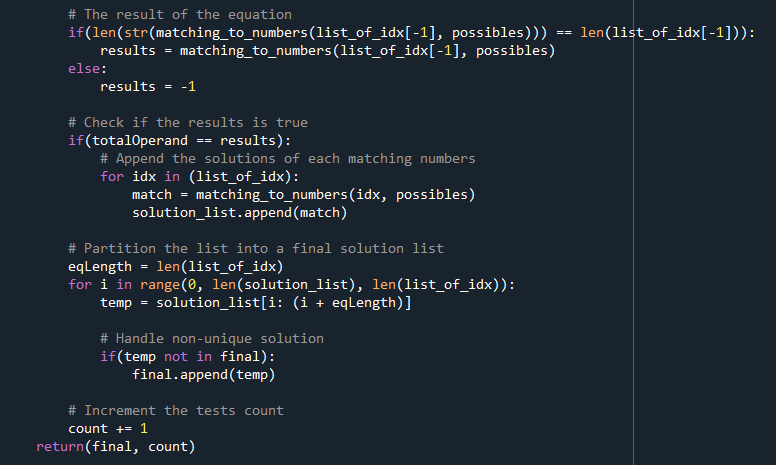 # The result of the equation
if(len(str(matching_to_numbers(list_of_idx[-1], possibles))) == len(list_of_idx[-1])):
results = matching_to_numbers(list_of_idx[-1], possibles)
else:
results = -1
# Check if the results is true
if(totalOperand == results):
# Append the solutions of each matching numbers
for idx in (list_of_idx):
match = matching_to_numbers(idx, possibles)
solution_list.append(match)
# Partition the list into a final solution list
eqLength = len(list_of_idx)
for i in range(0, len(solution_list), len(list_of_idx)):
temp = solution_list[i: (i + eqLength)]
# Handle non-unique solution
if(temp not in final):
final.append(temp)
# Increment the tests count
count += 1
return(final, count)